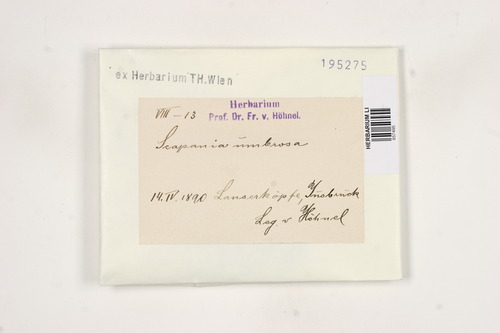 195275
ex Herbarium TH.Wien
HERBARIUM LI
Herbarium
VIII - 13 Prof. Dr. Fr. v. Höhnel.
Scapania umbrosa
14. IV. 1890 Lanserköpfe, Insbruck
Leg. v Höhnel